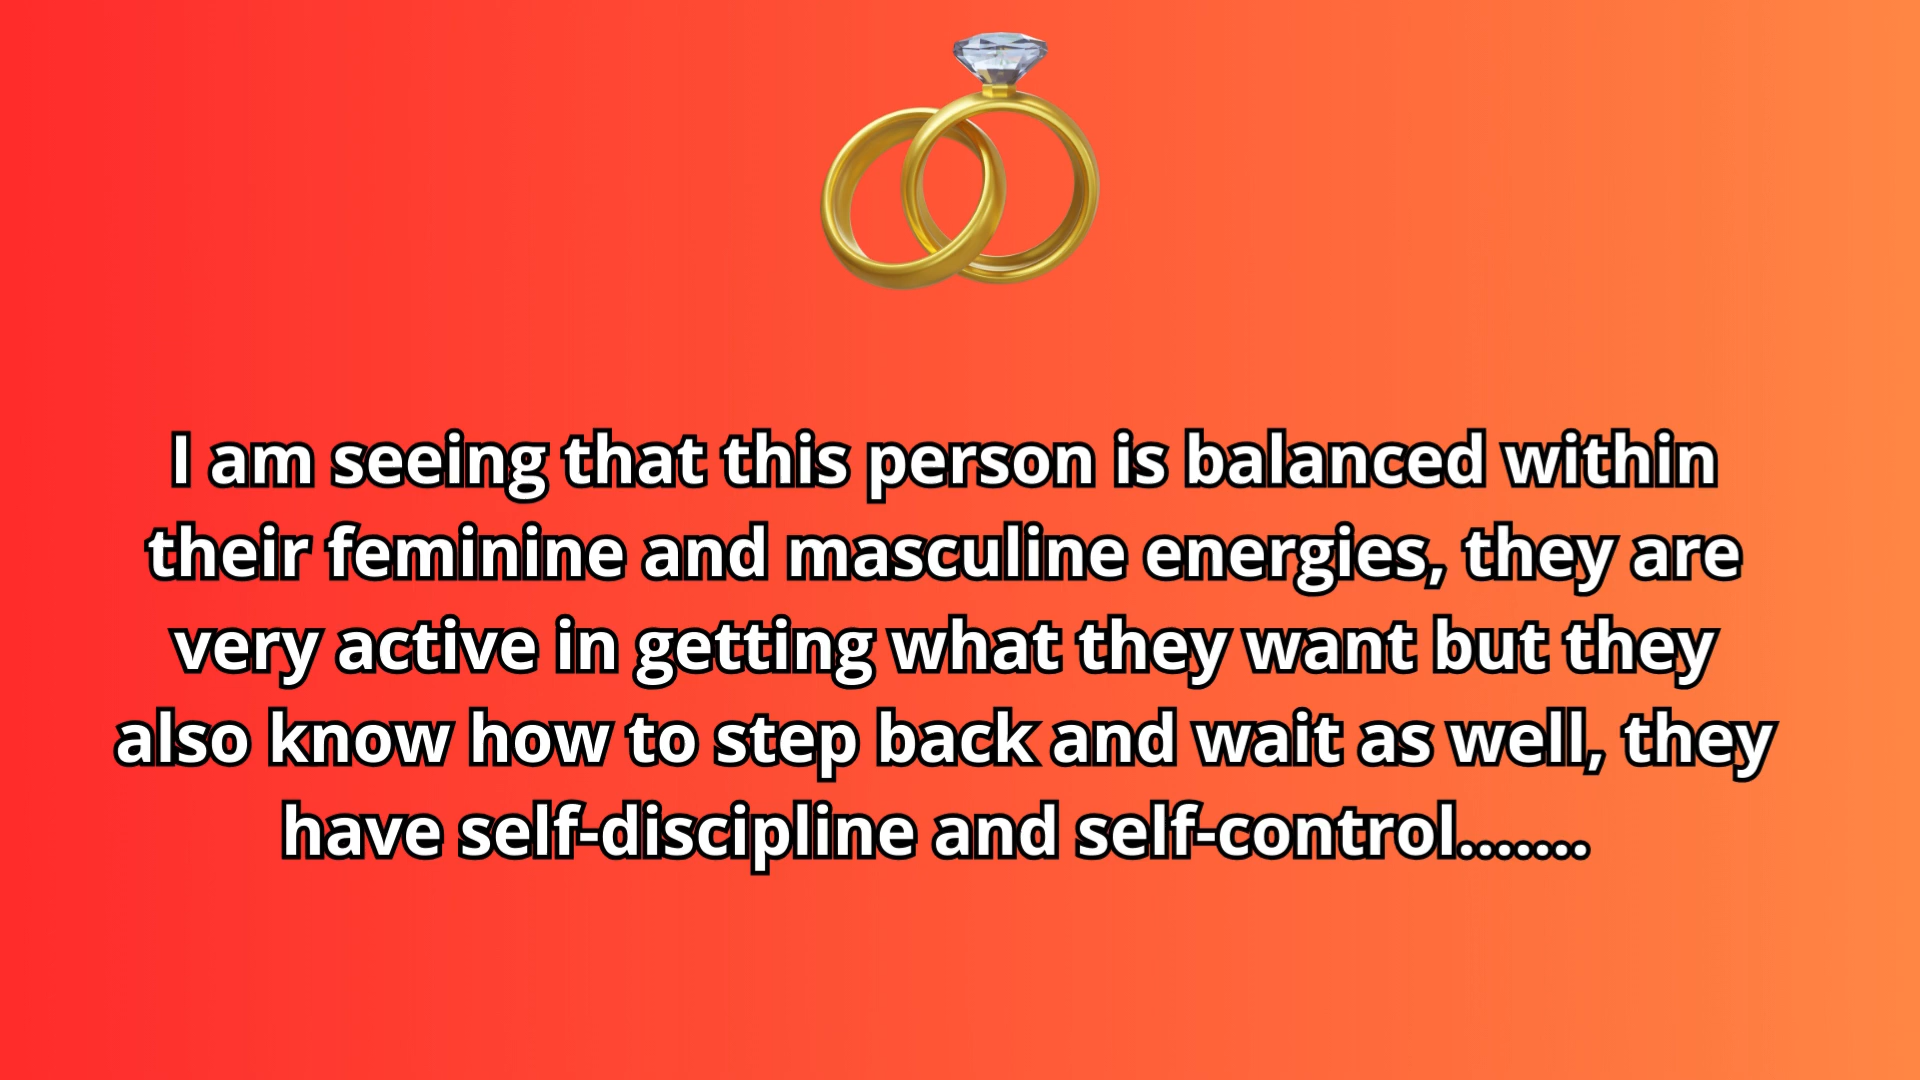 I am seeing that this person is balanced within
their feminine and masculine energies, they are
very active in getting what they want but they
also know how to step back and wait as well, they
have self-discipline and self-control.......